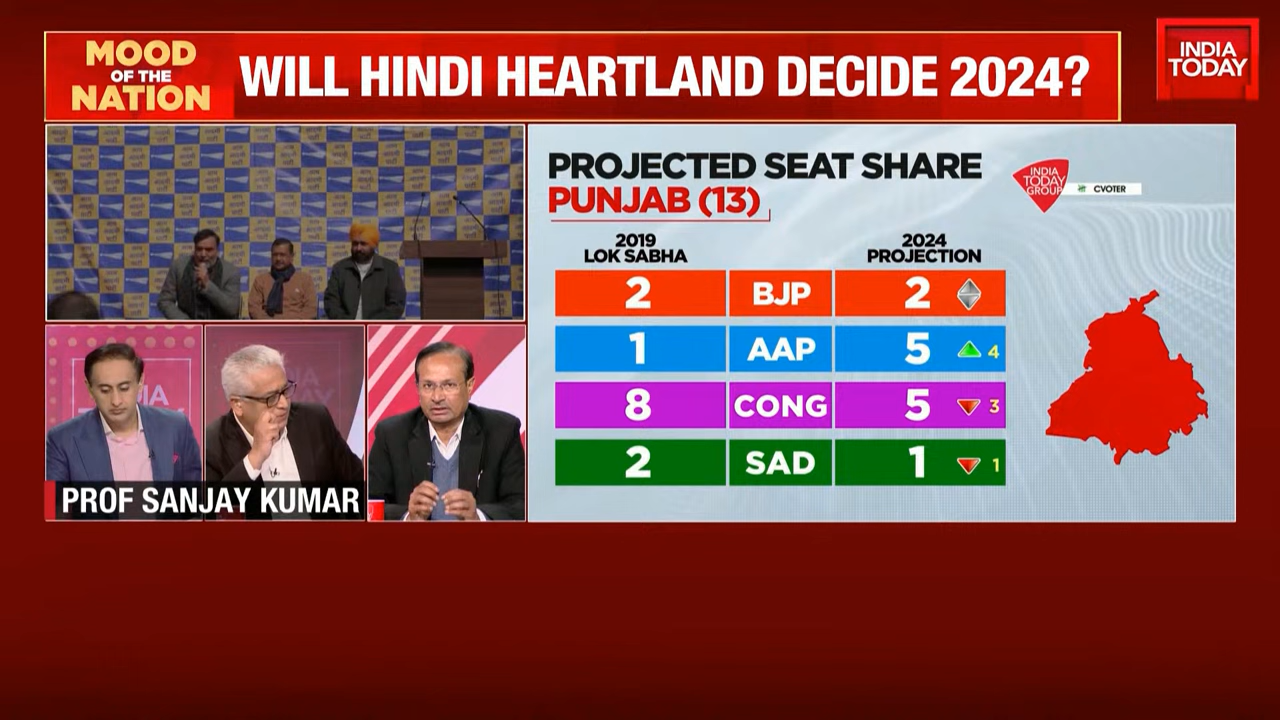 MOOD
OF THE
NATION
WILL HINDI HEARTLAND DECIDE 2024?
INDIA
TODAY
PROJECTED SEAT SHARE
PUNJAB (13)
INDIA
TODAY
GROUP
CVOTER
2019
LOK SABHA
2024
PROJECTION
2 BJP 2
1 AAP 5 4
8 CONG 5 3
2 SAD 1 1
PROF SANJAY KUMAR